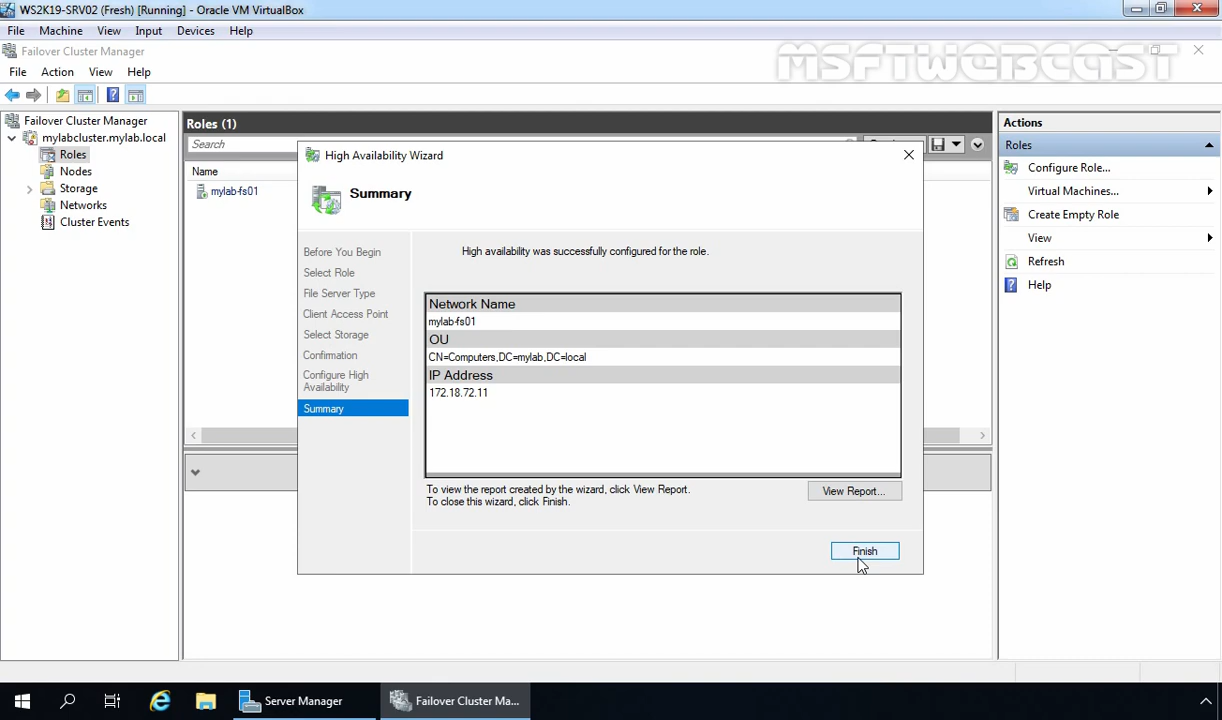 WS2K19-SRV02 (Fresh) [Running] - Oracle VM VirtualBox
File Machine View Input Devices Help
Failover Cluster Manager
MSFTWEBCAST
File Action View Help
Failover Cluster Manager
mylabcluster.mylab.local
Roles
Nodes
Storage
Networks
Cluster Events
Roles (1)
Search
Name
mylab-fs01
High Availability Wizard
Summary
Before You Begin
Select Role
File Server Type
Client Access Point
Select Storage
Confirmation
Configure High
Availability
Summary
High availability was successfully configured for the role.
Network Name
mylab-fs01
OU
CN=Computers,DC=mylab,DC=local
IP Address
172.18.72.11
To view the report created by the wizard, click View Report.
To close this wizard, click Finish.
View Report...
Finish
Actions
Roles
Configure Role...
Virtual Machines...
Create Empty Role
View
Refresh
Help
Server Manager
Failover Cluster Ma...